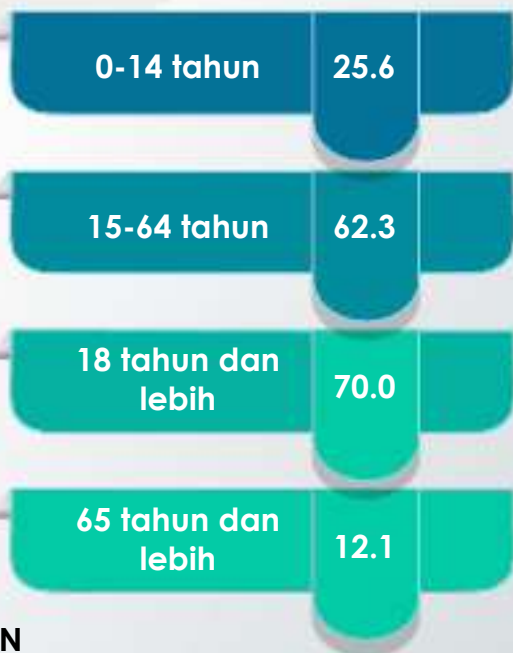 0-14 tahun 25.6
15-64 tahun 62.3
18 tahun dan
lebih 70.0
65 tahun dan
lebih 12.1
N